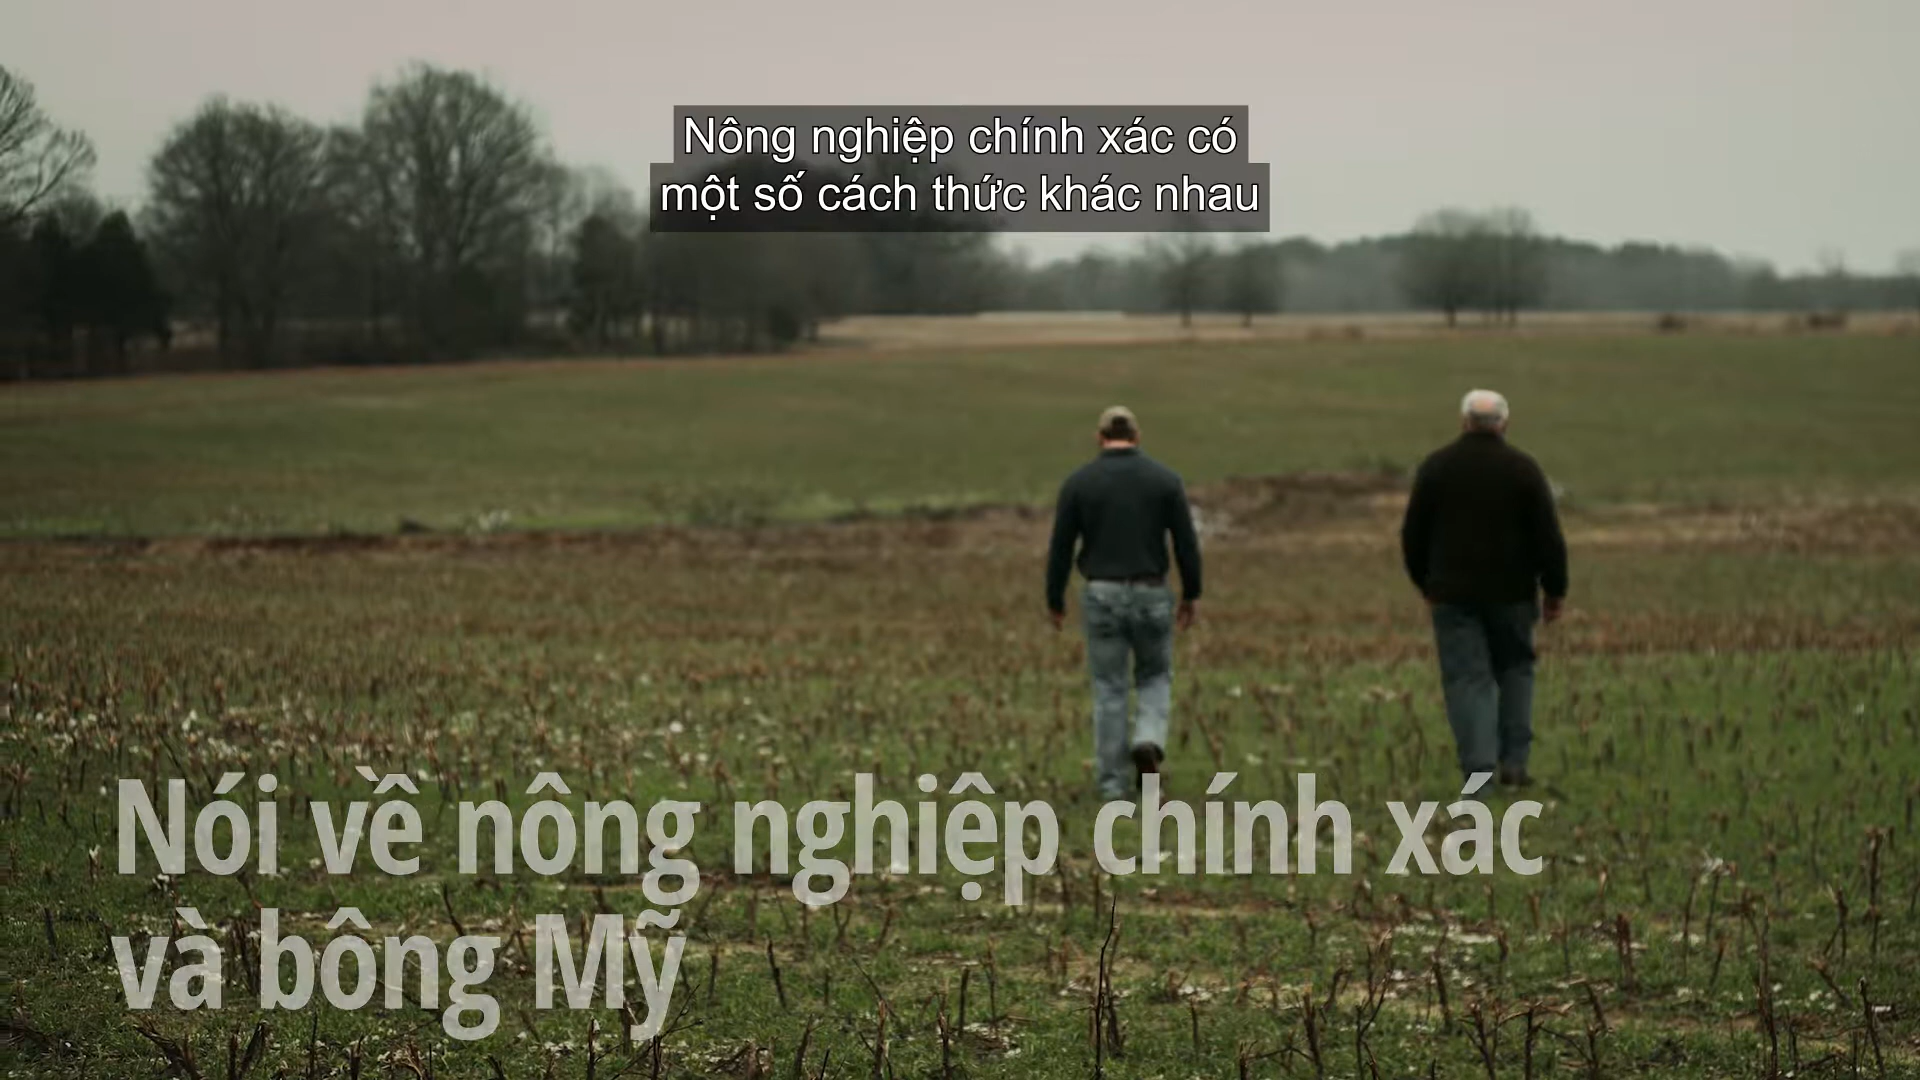 Nông nghiệp chính xác có
một số cách thức khác nhau
Nói về nông nghiệp chính xác
và bông Mỹ